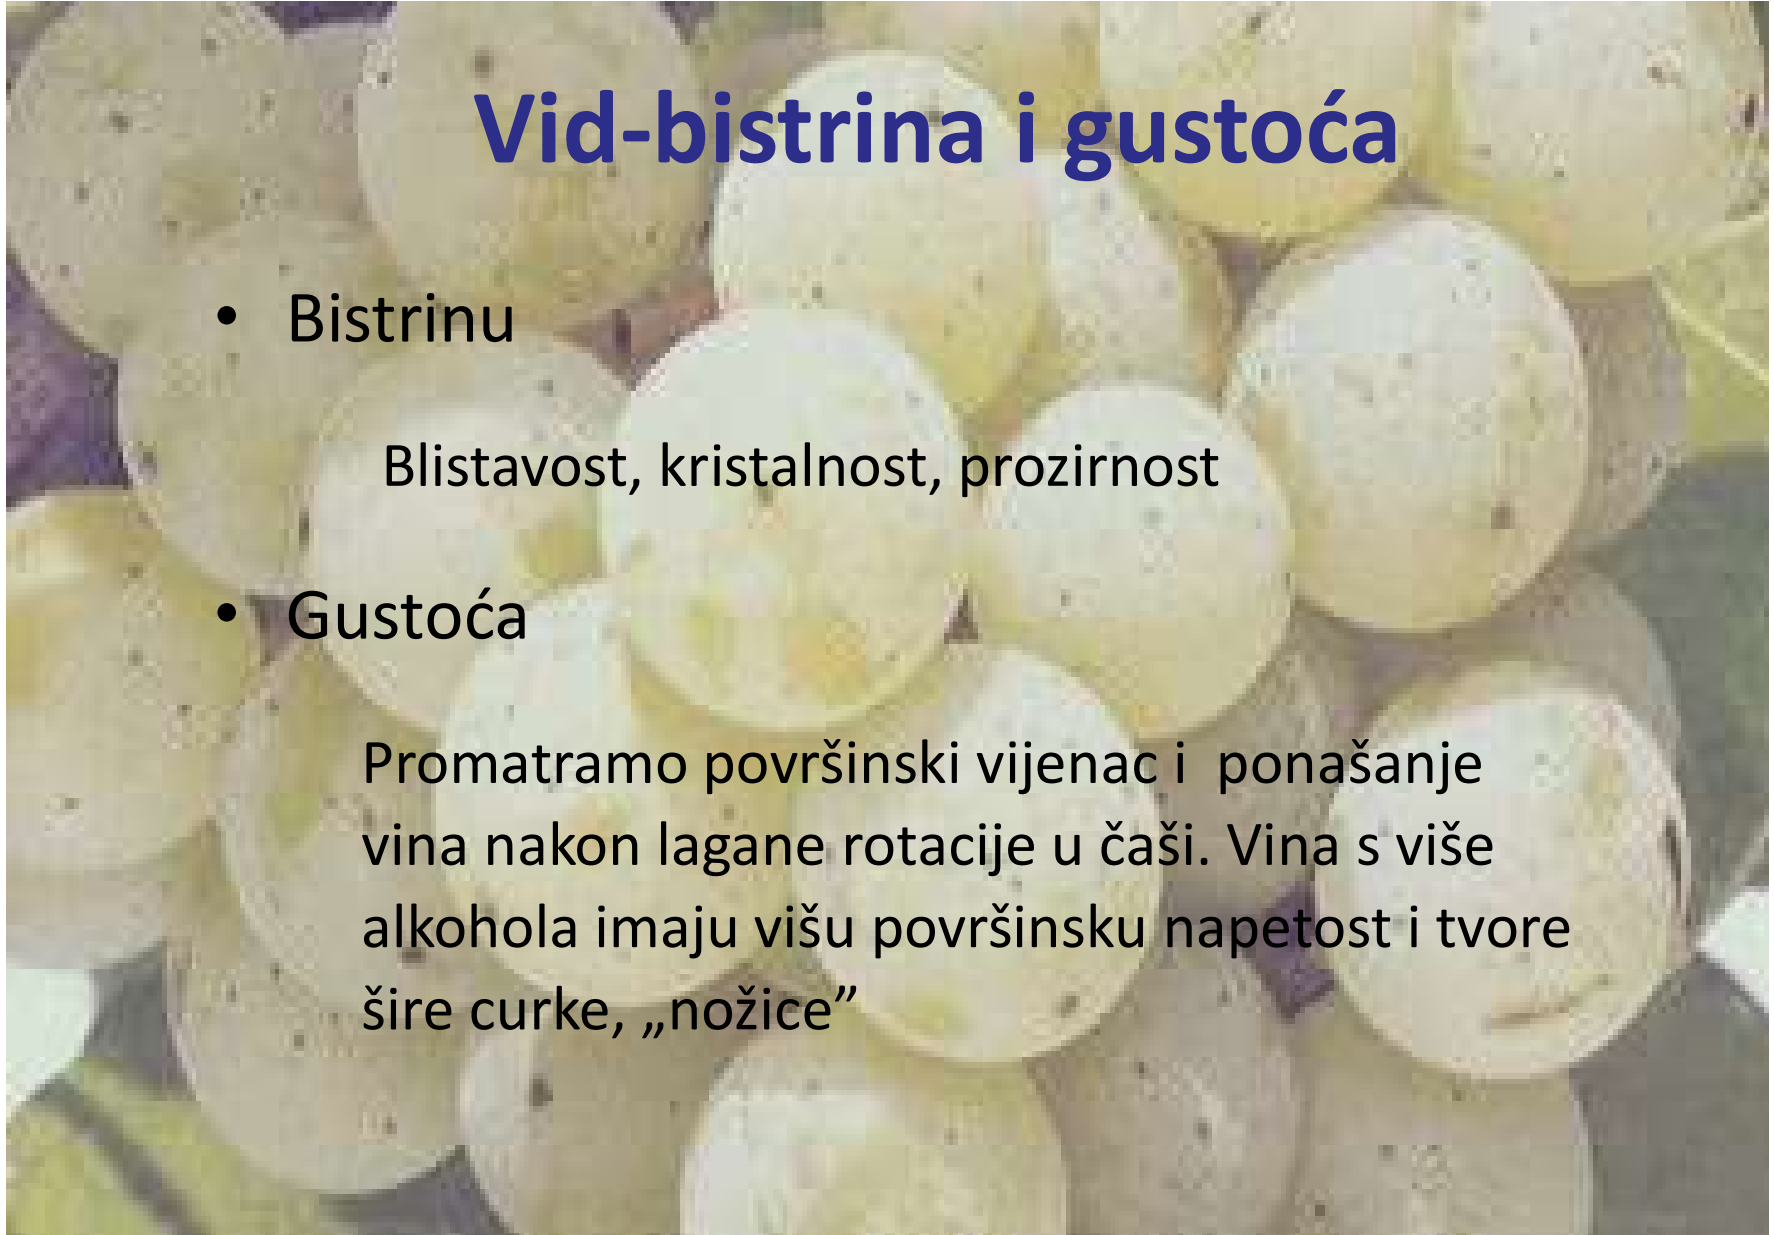 Vid-bistrina i gustoća
• Bistrinu
Blistavost, kristalnost, prozirnost
• Gustoća
Promatramo površinski vijenac i  ponašanje
vina nakon lagane rotacije u čaši. Vina s više
alkohola imaju višu površinsku napetost i tvore
šire curke, „nožice”